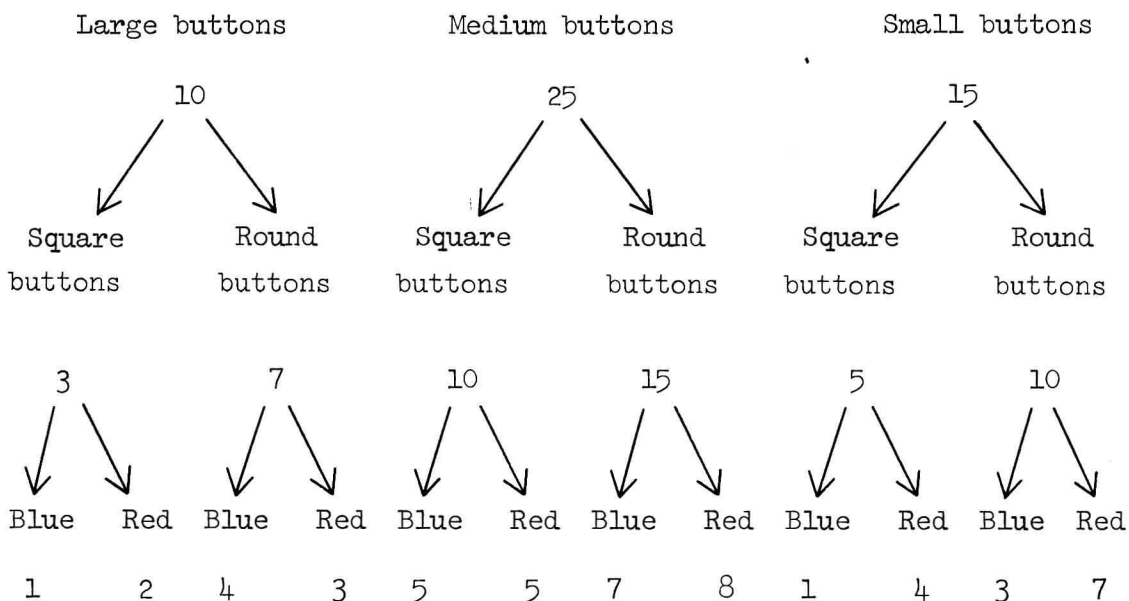 Large buttons Medium buttons Small buttons
10 25 15
Square Round Square Round Square Round
buttons buttons buttons buttons buttons buttons
3 7 10 15 5 10
Blue Red Blue Red Blue Red Blue Red Blue Red Blue Red
1 2 4 3 5 5 7 8 1 4 3 7